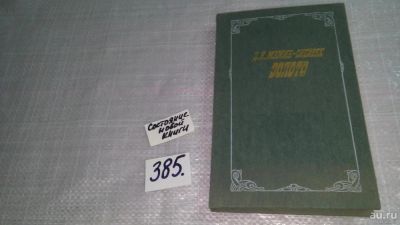 Состояние
новой
книги
385.
Д.Н. МАМИН-СИБИРЯК
ЗОЛОТО
au.ru